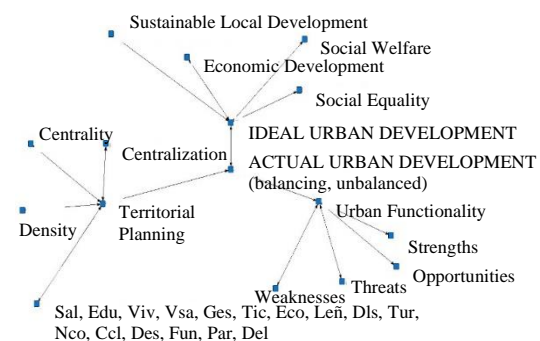 Sustainable Local Development
Social Welfare
Economic Development
Social Equality
Centrality
Centralization
IDEAL URBAN DEVELOPMENT
ACTUAL URBAN DEVELOPMENT
(balancing, unbalanced)
Density
Territorial
Planning
Urban Functionality
Strengths
Opportunities
Threats
Weaknesses
Sal, Edu, Viv, Vsa, Ges, Tic, Eco, Leñ, Dls, Tur,
Nco, Ccl, Des, Fun, Par, Del